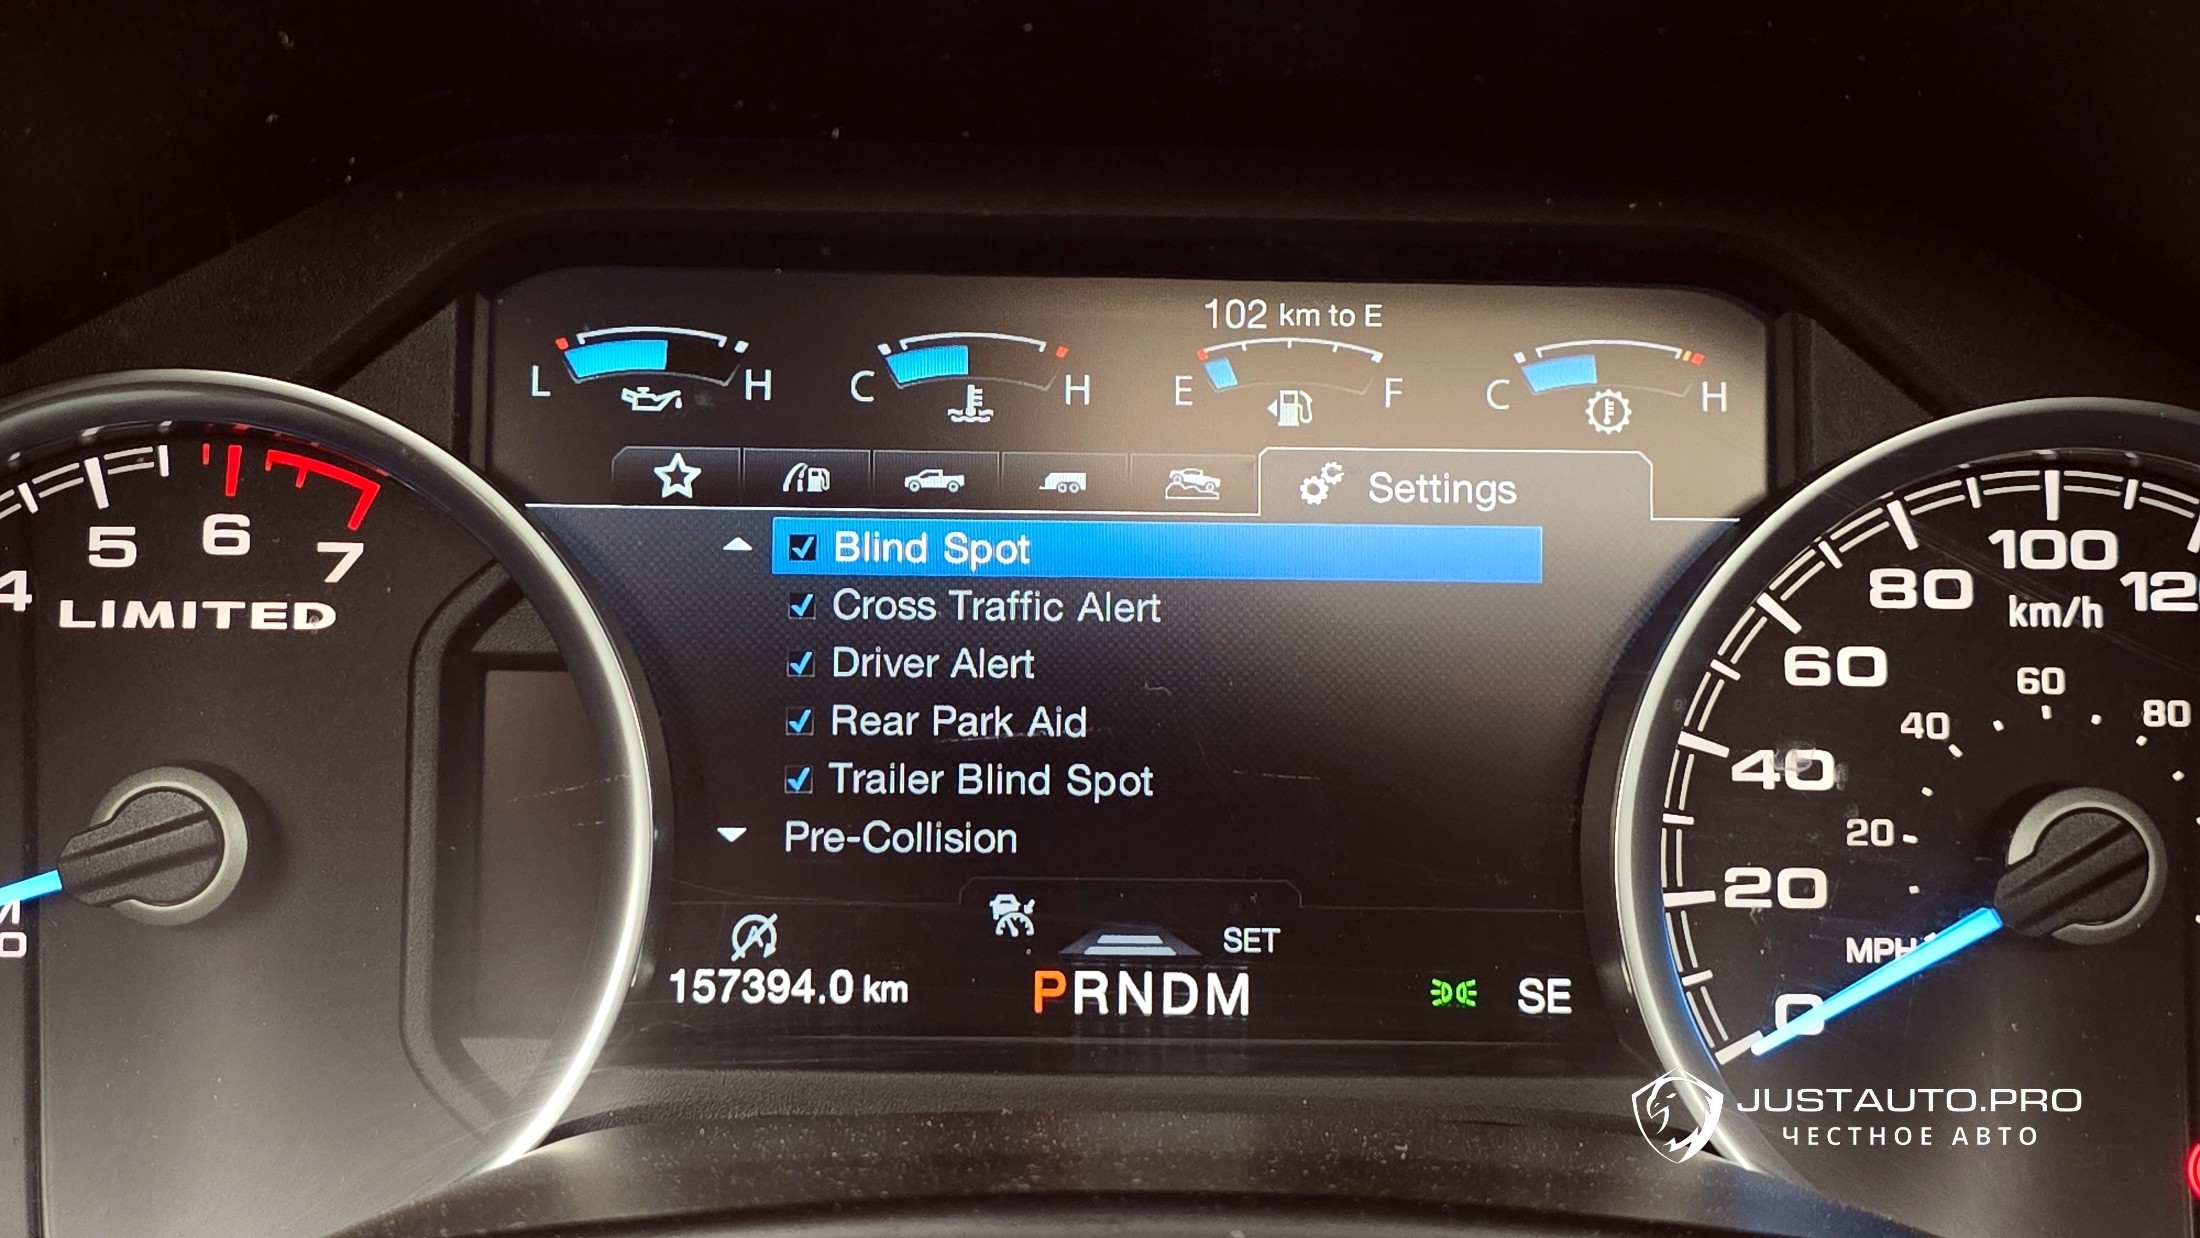 102 km to E
L H C H E F C H
Settings
Blind Spot
Cross Traffic Alert
Driver Alert
Rear Park Aid
Trailer Blind Spot
Pre-Collision
SET
157394.0 km
PRNDM
SE
4 5 6 7
LIMITED
0 20 40 60 80 100 120
km/h
20 40 60 80
MPH
JUSTAUTO.PRO
ЧЕСТНОЕ АВТО